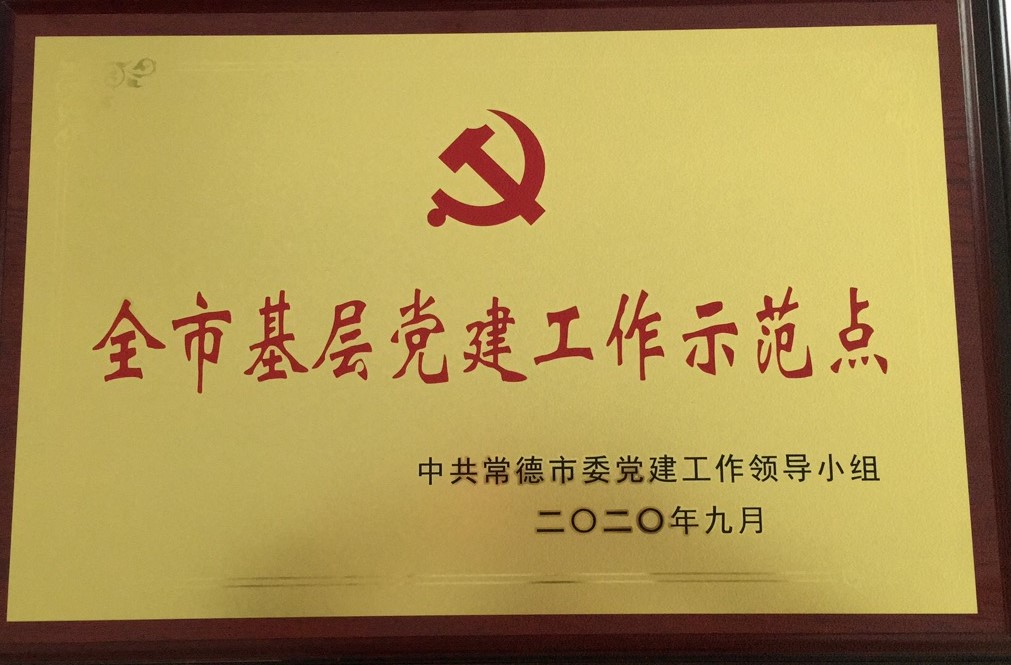 全市基层党建工作示范点
中共常德市委党建工作领导小组
二〇二〇年九月